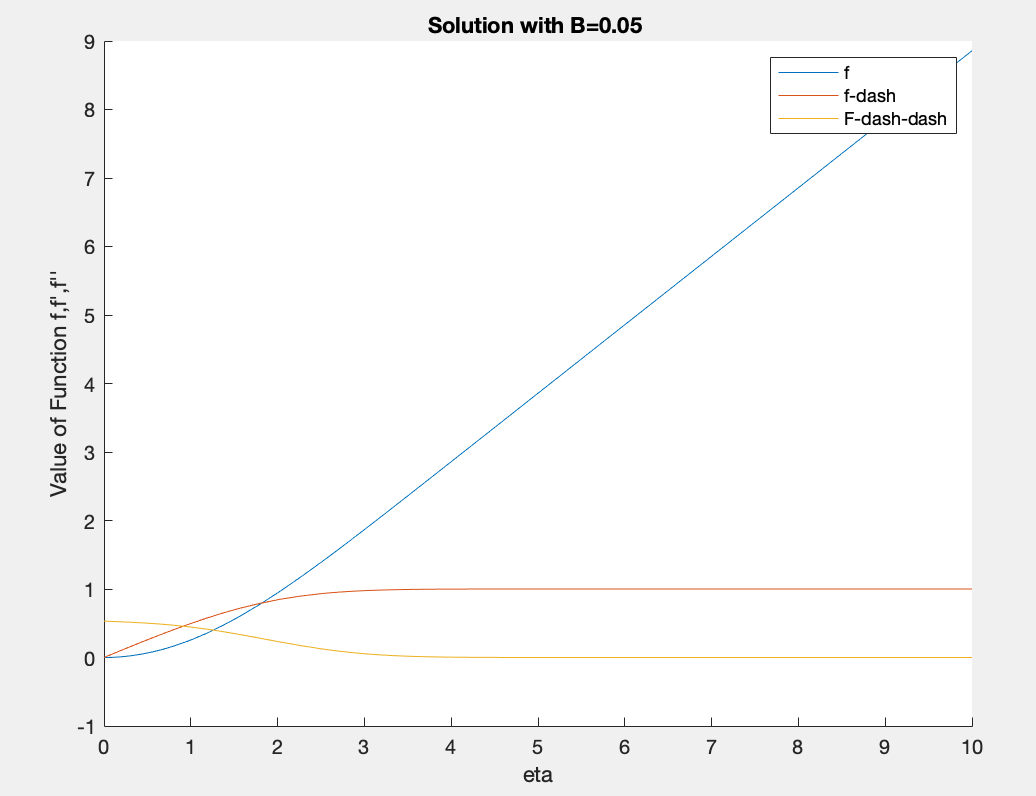 Solution with B=0.05
f
f-dash
F-dash-dash
Value of Function f,f',f''
9
8
7
6
5
4
3
2
1
0
-1
0 1 2 3 4 5 6 7 8 9 10
eta